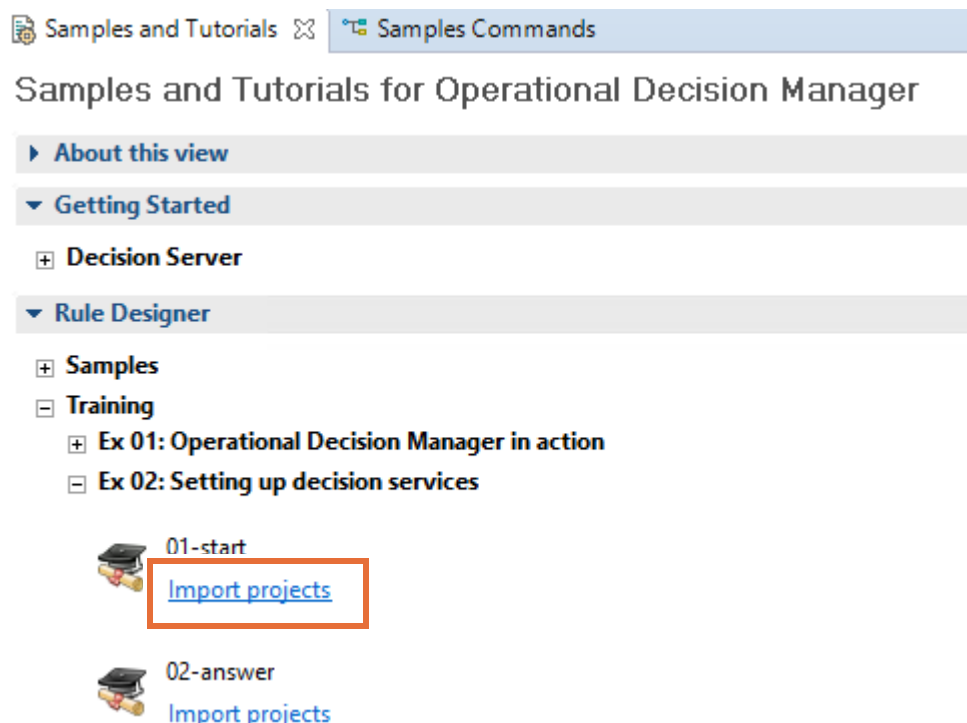 Samples and Tutorials Samples Commands
Samples and Tutorials for Operational Decision Manager
About this view
Getting Started
Decision Server
Rule Designer
Samples
Training
Ex 01: Operational Decision Manager in action
Ex 02: Setting up decision services
01-start
Import projects
02-answer
Import projects